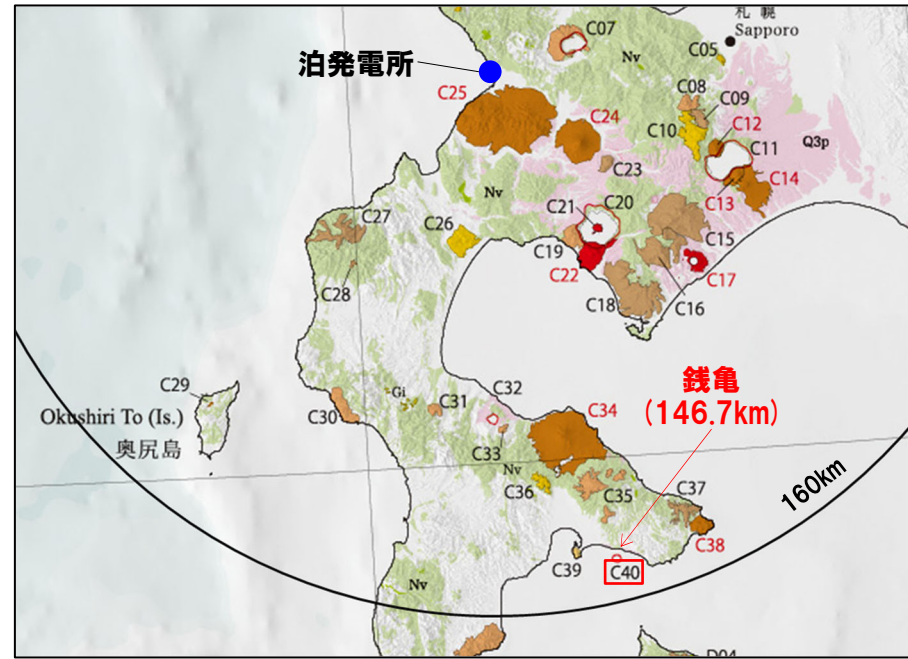 札 幌
Sapporo
C07
C05
Nv
泊発電所
C25
C08
C09
C24
C10
C12
C11
Q3p
C23
C14
C13
Nv
C21
C20
C27
C26
C15
C19
C17
C22
C28
C18
C16
C29
Gi
C31
C32
銭亀
(146.7km)
C34
Okushiri To (Is.)
奥尻島
C30
C33
Nv
C36
C35
C37
160km
C38
C39
C40
Nv
D04